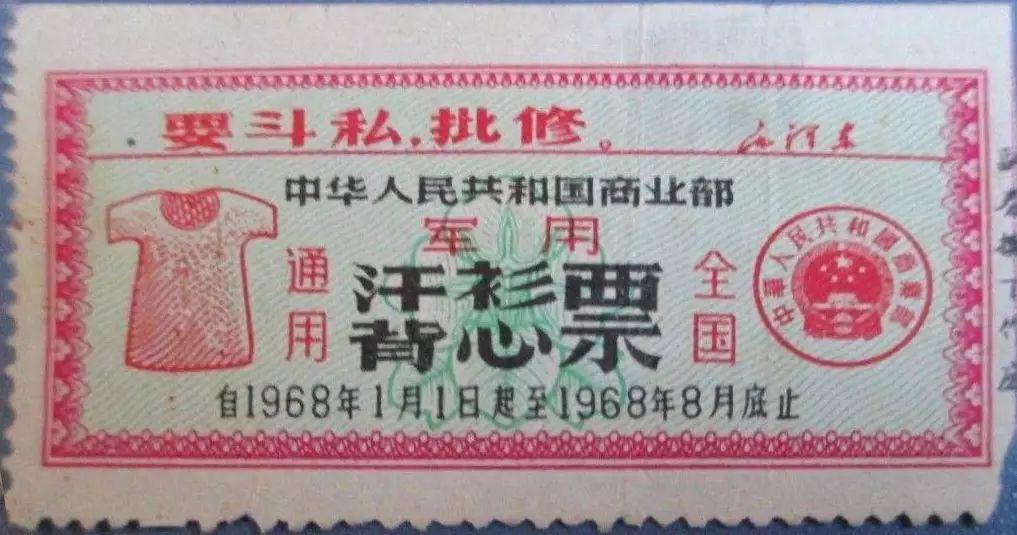 要斗私,批修。 毛泽东
中华人民共和国商业部
军用
通用 汗衫 背心 票 全国
中华人民共和国商业部
自1968年1月1日起至1968年8月底止